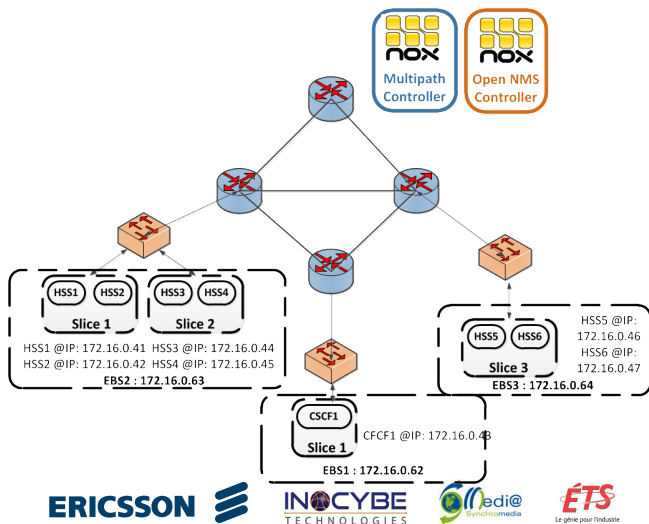 nox
Multipath
Controller
nox
Open NMS
Controller
HSS1
HSS2
HSS3
HSS4
Slice 1
Slice 2
HSS1 @IP: 172.16.0.41
HSS3 @IP: 172.16.0.44
HSS2 @IP: 172.16.0.42
HSS4 @IP: 172.16.0.45
EBS2 : 172.16.0.63
HSS5
HSS6
Slice 3
HSS5 @IP:
172.16.0.46
HSS6 @IP:
172.16.0.47
EBS3 : 172.16.0.64
CSCF1
Slice 1
CFCF1 @IP: 172.16.0.43
EBS1 : 172.16.0.62
ERICSSON
INOCYBE
TECHNOLOGIES
Medi@
Synchromedia
ÉTS
Le génie pour l'industrie